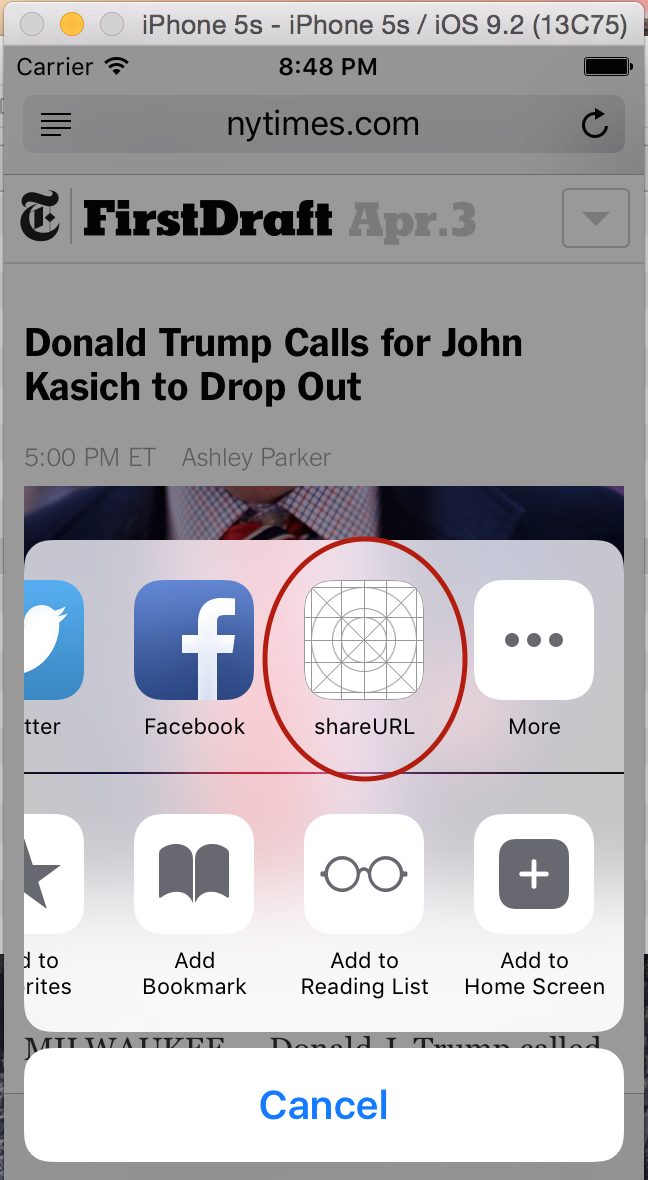 iPhone 5s - iPhone 5s / iOS 9.2 (13C75)
Carrier 8:48 PM
nytimes.com
FirstDraft Apr.3
Donald Trump Calls for John
Kasich to Drop Out
5:00 PM ET Ashley Parker
tter Facebook shareURL More
d to Add Add to Add to
rites Bookmark Reading List Home Screen
MILWAUKEE — Donald J. Trump called
Cancel